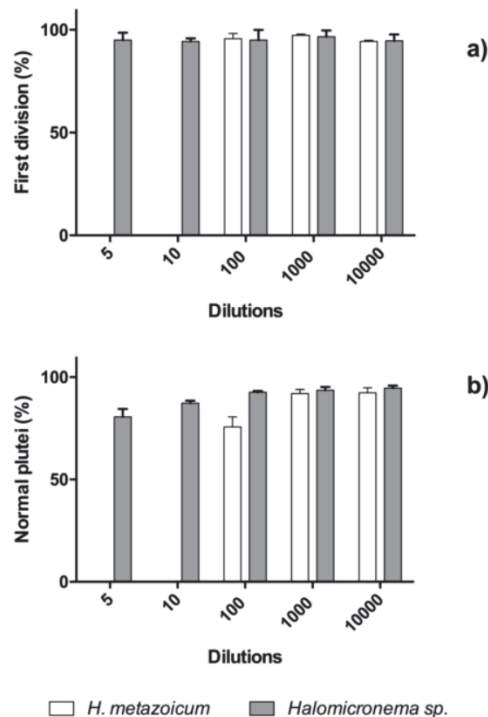 a)
First division (%)
100
50
0
5 10 100 1000 10000
Dilutions
b)
Normal plutei (%)
100
50
0
5 10 100 1000 10000
Dilutions
H. metazoicum Halomicronema sp.